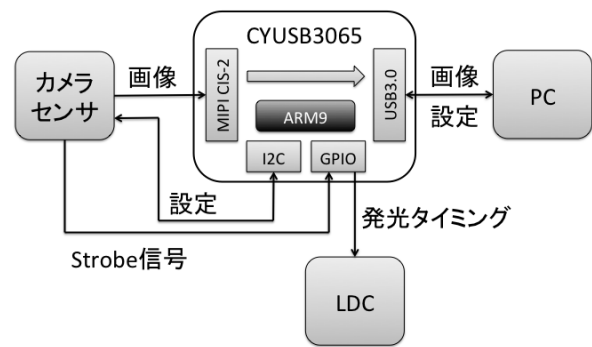 CYUSB3065
カメラ
センサ
画像
MIPI CIS-2
ARM9
USB3.0
画像
設定
PC
I2C
GPIO
設定
発光タイミング
Strobe信号
LDC